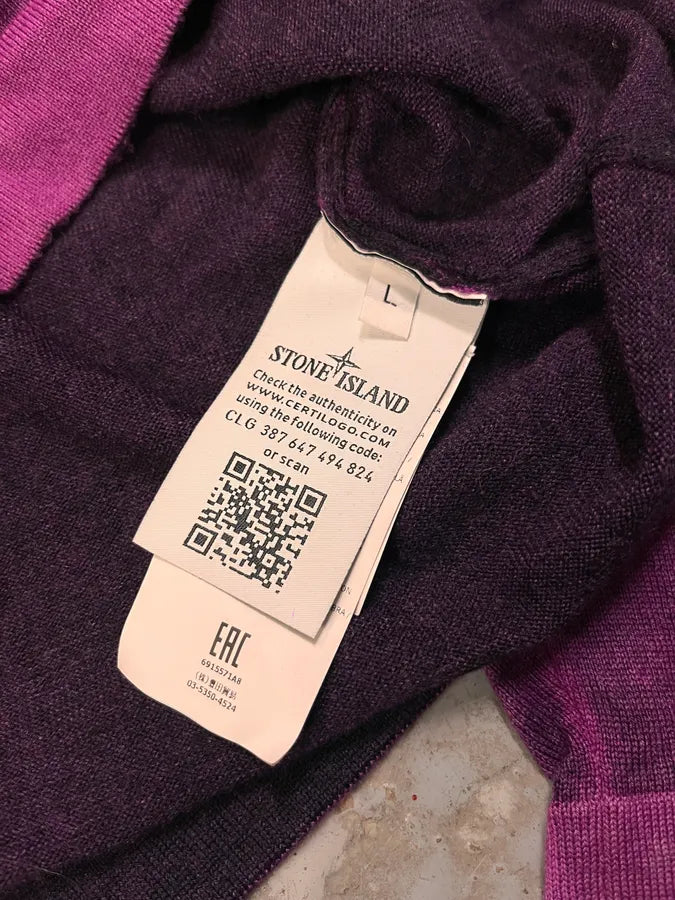 L
STONE ISLAND
Check the authenticity on
WWW.CERTILOGO.COM
using the following code:
CLG 387 647 494 824
or scan
EAC
6915571A8
03-5350-4524